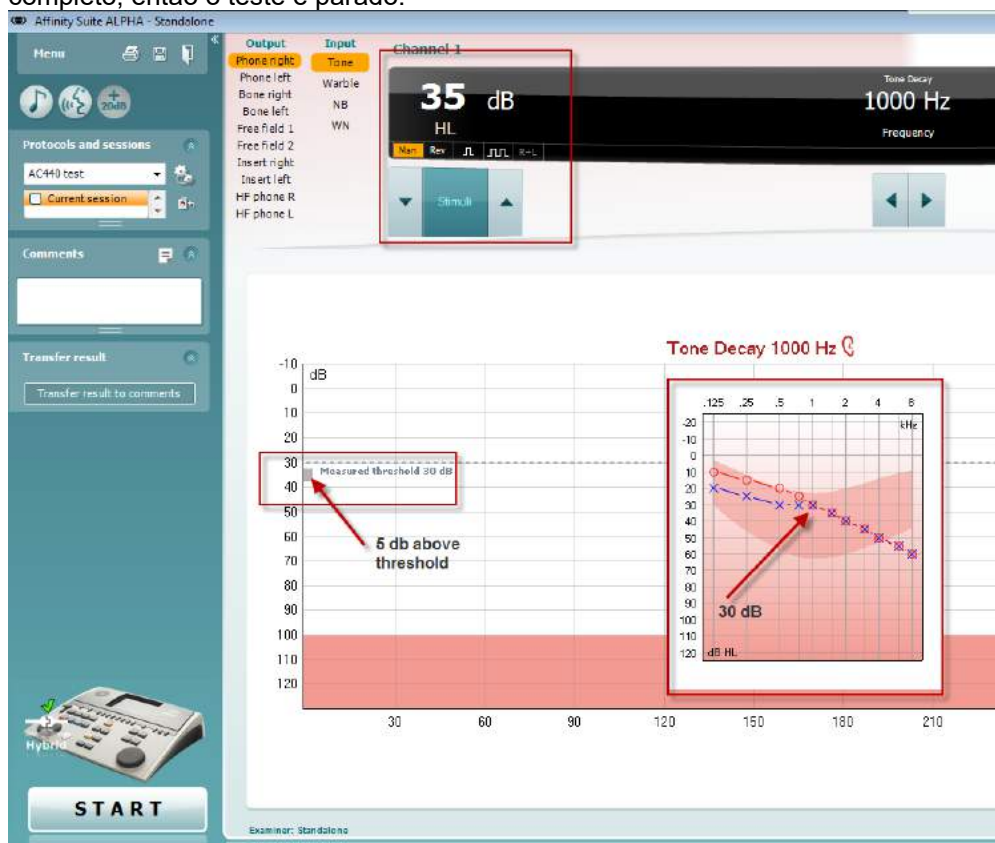 completo, então o teste é parado.
Affinity Suite ALPHA - Standalone
Menu
20dB
Protocols and sessions
AC440 test
Current session
Comments
Transfer result
Transfer result to comments
Hybrid
START
Output
Phone right
Phone left
Bone right
Bone left
Free field 1
Free field 2
Insert right
Insert left
HF phone R
HF phone L
Input
Tone
Warble
NB
WN
Channel 1
35 dB
HL
Man Rev R+L
Stimuli
Tone Decay
1000 Hz
Frequency
Tone Decay 1000 Hz
dB
-10
0
10
20
30
40
50
60
70
80
90
100
110
120
Measured threshold 30 dB
5 db above
threshold
30 60 90 120 150 180 210
.125 .25 .5 1 2 4 8
kHz
-20
-10
0
10
20
30
40
50
60
70
80
90
100
110
120
30 dB
dB HL
Examiner: Standalone